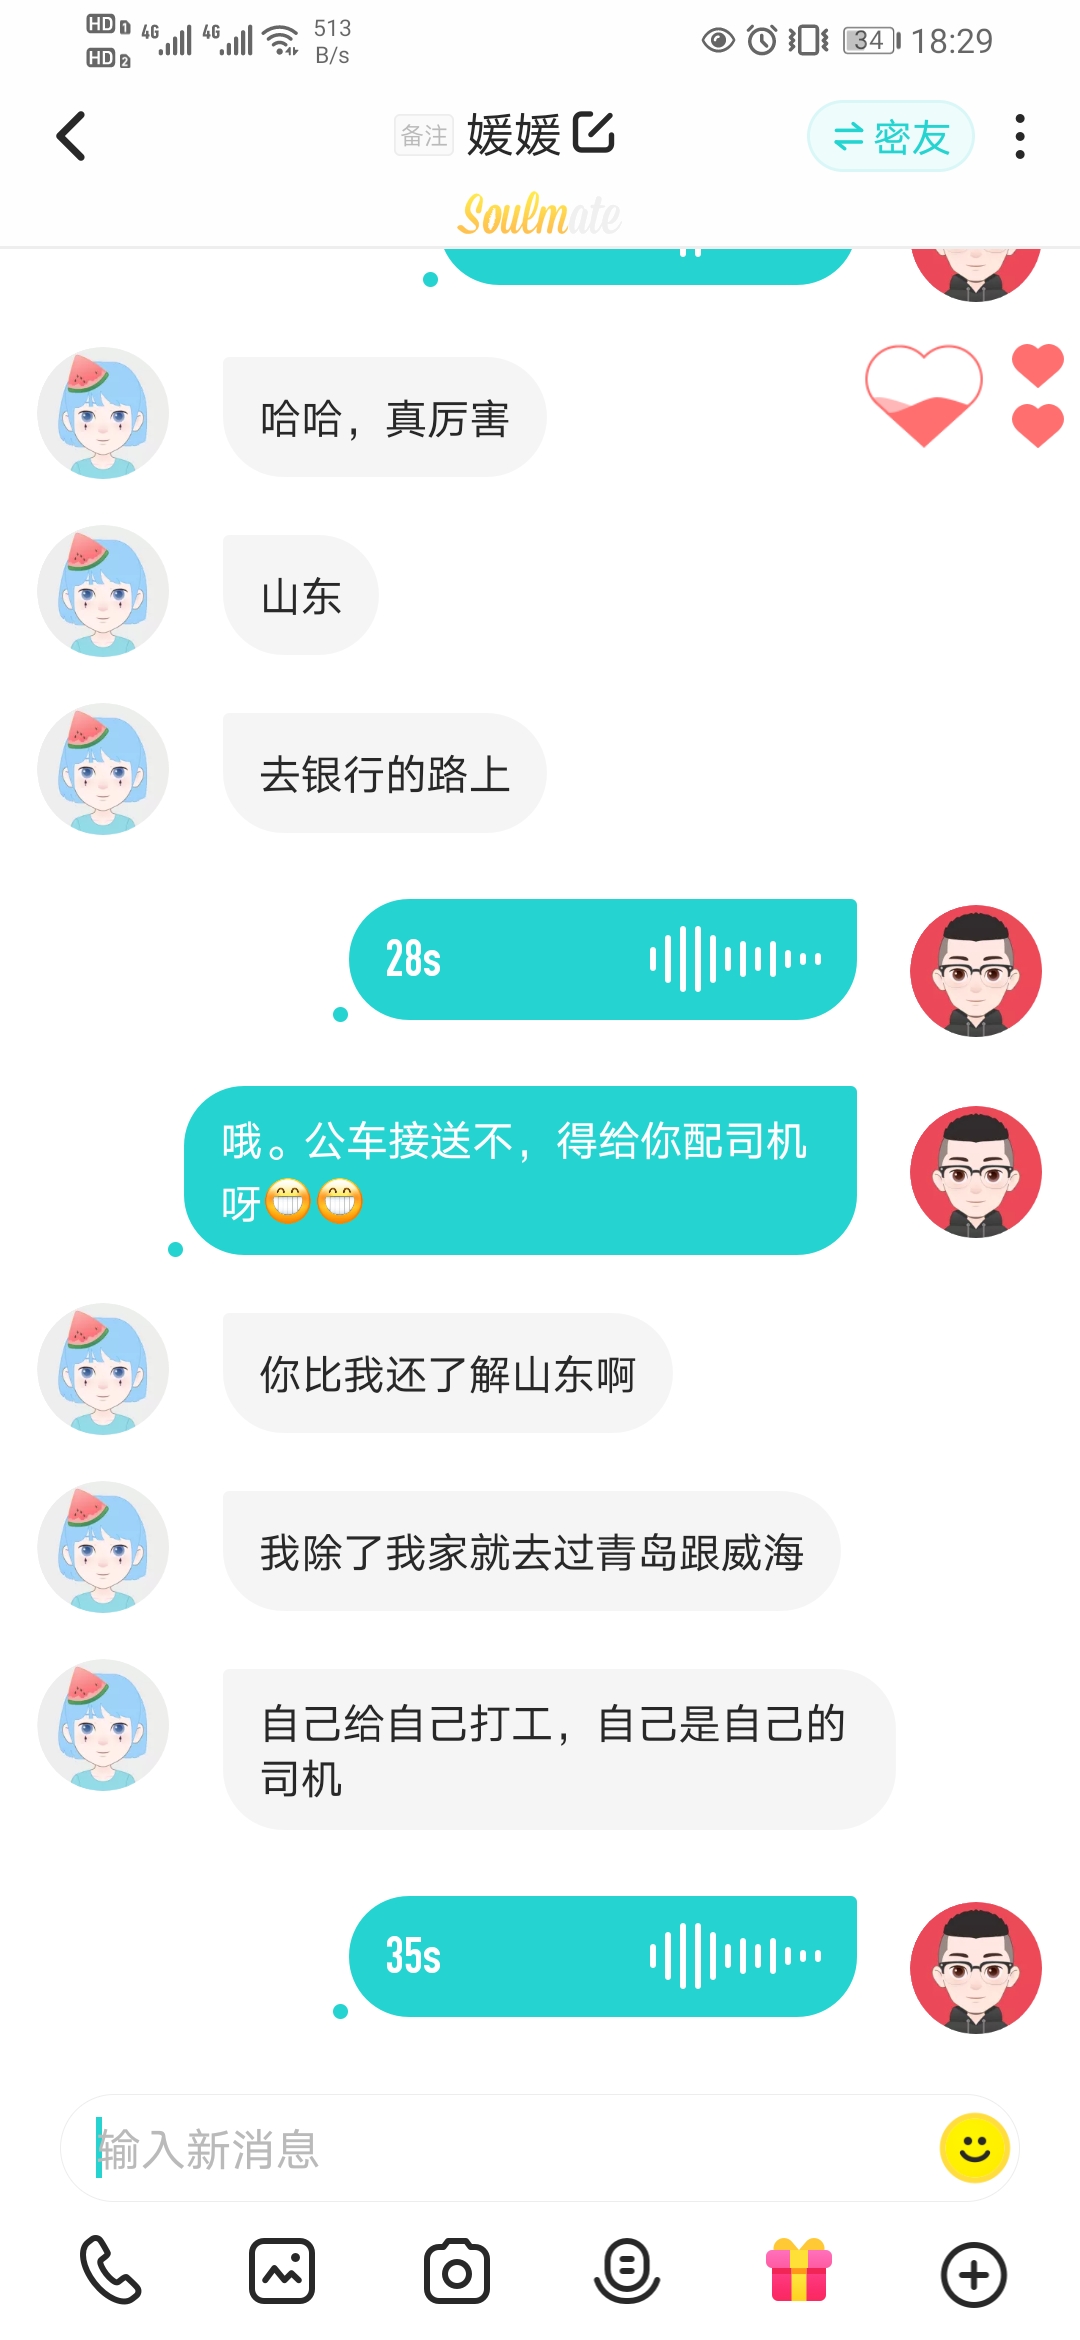 HD 1 4G 4G 513
HD 2 B/s
34 18:29
备注 媛媛 密友
Soulmate
哈哈，真厉害
山东
去银行的路上
28s
哦。公车接送不，得给你配司机
呀😁😁
你比我还了解山东啊
我除了我家就去过青岛跟威海
自己给自己打工，自己是自己的
司机
35s
输入新消息